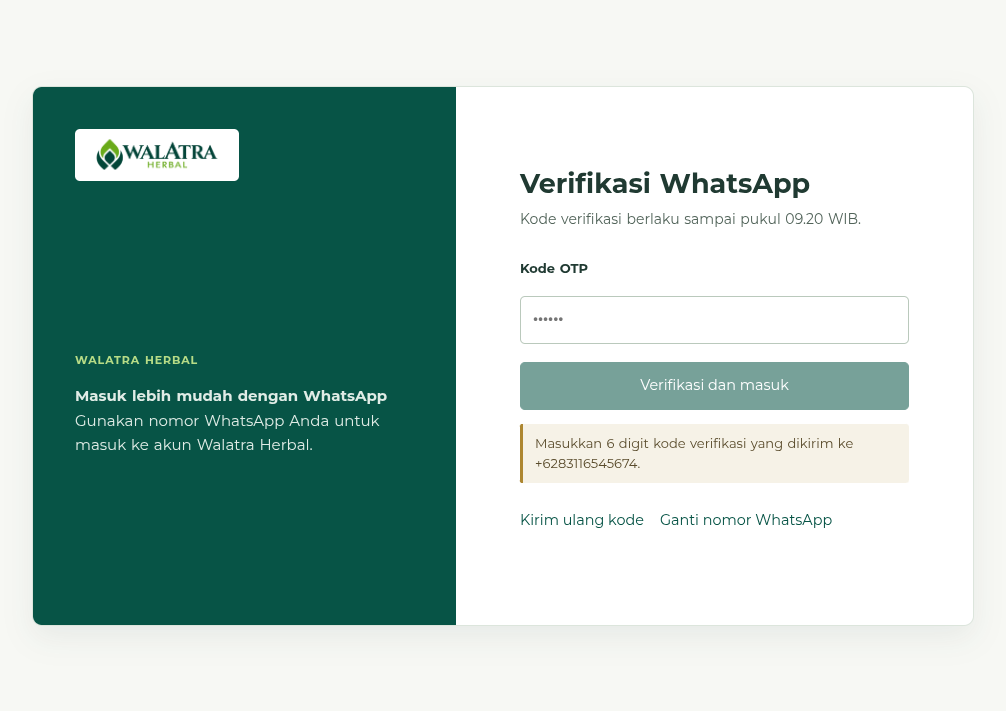 WALATRA
HERBAL
WALATRA HERBAL
Masuk lebih mudah dengan WhatsApp
Gunakan nomor WhatsApp Anda untuk
masuk ke akun Walatra Herbal.
Verifikasi WhatsApp
Kode verifikasi berlaku sampai pukul 09.20 WIB.
Kode OTP
••••••
Verifikasi dan masuk
Masukkan 6 digit kode verifikasi yang dikirim ke
+6283116545674.
Kirim ulang kode Ganti nomor WhatsApp